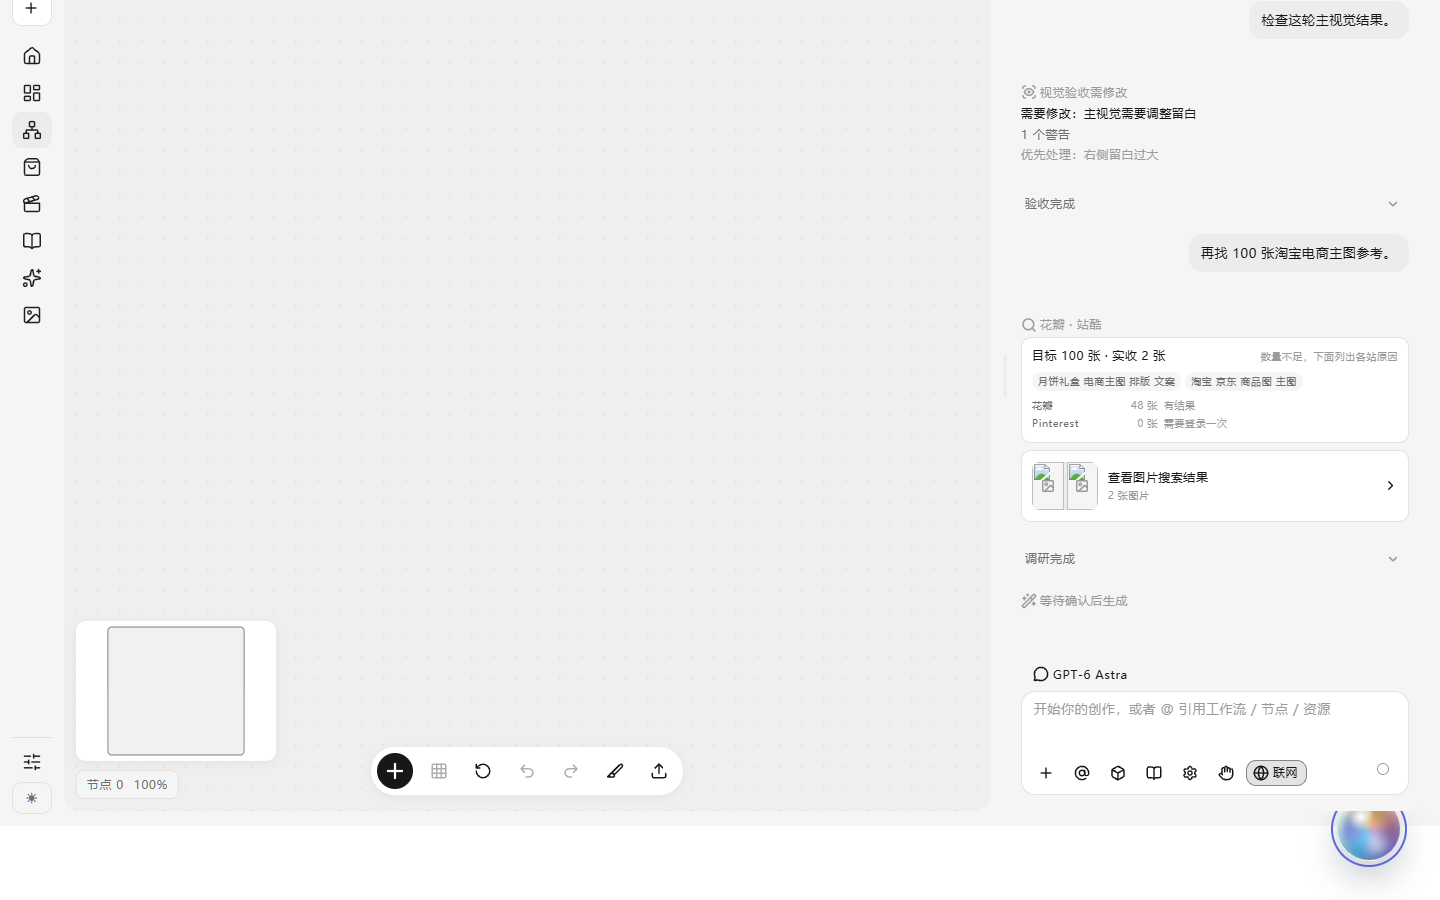 检查这轮主视觉结果。
视觉验收需修改
需要修改：主视觉需要调整留白
1 个警告
优先处理：右侧留白过大
验收完成
再找 100 张淘宝电商主图参考。
花瓣 · 站酷
目标 100 张 · 实收 2 张
数量不足，下面列出各站原因
月饼礼盒 电商主图 排版 文案
淘宝 京东 商品图 主图
花瓣 48 张 有结果
Pinterest 0 张 需要登录一次
查看图片搜索结果
2 张图片
调研完成
等待确认后生成
GPT-6 Astra
开始你的创作，或者 @ 引用工作流 / 节点 / 资源
联网
节点 0 100%